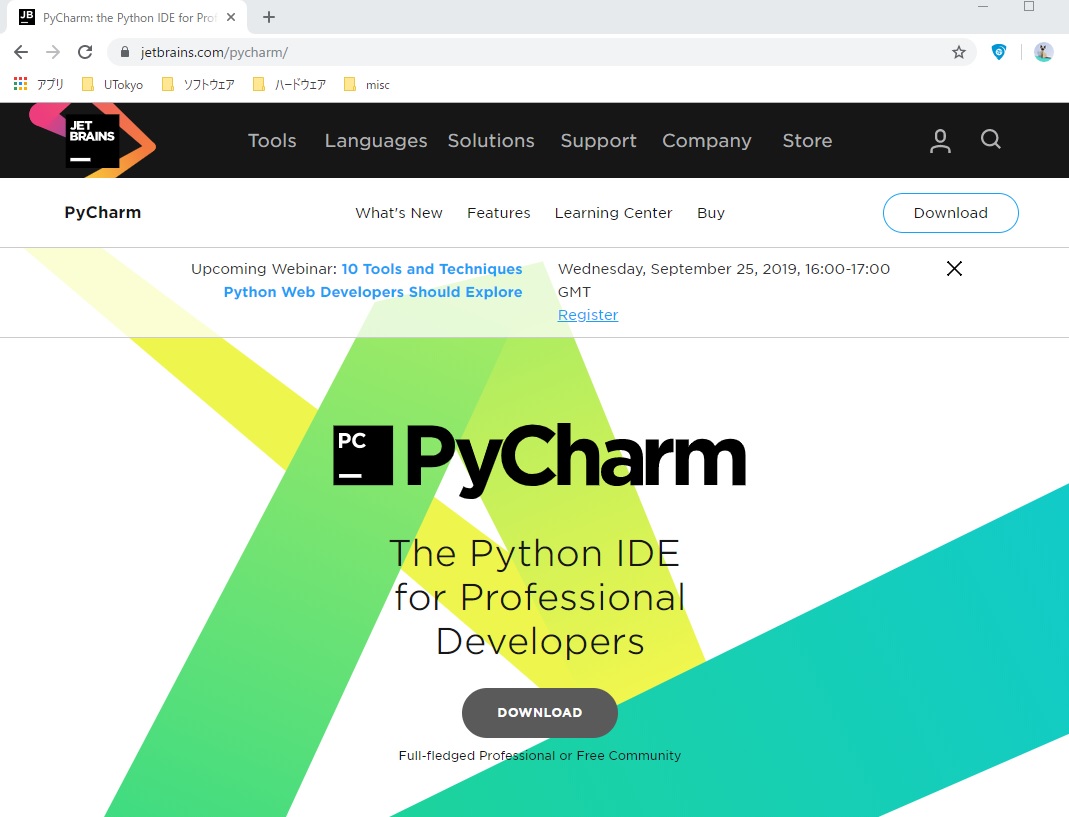 JB
PyCharm: the Python IDE for Prof
jetbrains.com/pycharm/
アプリ UTokyo ソフトウェア ハードウェア misc
JET
BRAINS
Tools Languages Solutions Support Company Store
PyCharm What's New Features Learning Center Buy Download
Upcoming Webinar: 10 Tools and Techniques
Python Web Developers Should Explore
Wednesday, September 25, 2019, 16:00-17:00
GMT
Register
PC
PyCharm
The Python IDE
for Professional
Developers
DOWNLOAD
Full-fledged Professional or Free Community